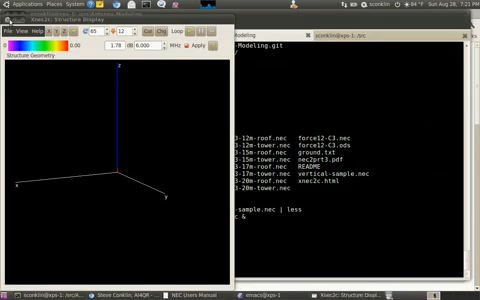 Applications Places System
sconklin
84 °F
Sun Aug 28, 7:21 PM
Xnec2c: Structure Display
File View Help
X Y Z
65
12
Cur Chg Loop
0
0.00
1.78 dB 6.000 MHz Apply
Structure Geometry
z
x
y
sconklin@xps-1: /src
-Modeling.git
3-12m-roof.nec force12-C3.nec
3-12m-tower.nec force12-C3.ods
3-15m-roof.nec ground.txt
3-15m-tower.nec nec2prt3.pdf
3-17m-roof.nec README
3-17m-tower.nec vertical-sample.nec
3-20m-roof.nec xnec2c.html
3-20m-tower.nec
-sample.nec | less
c &
sconklin@xps-1: /src/A...
Steve Conklin, AI4QR - ...
NEC Users Manual
emacs@xps-1
Xnec2c: Structure Displ...